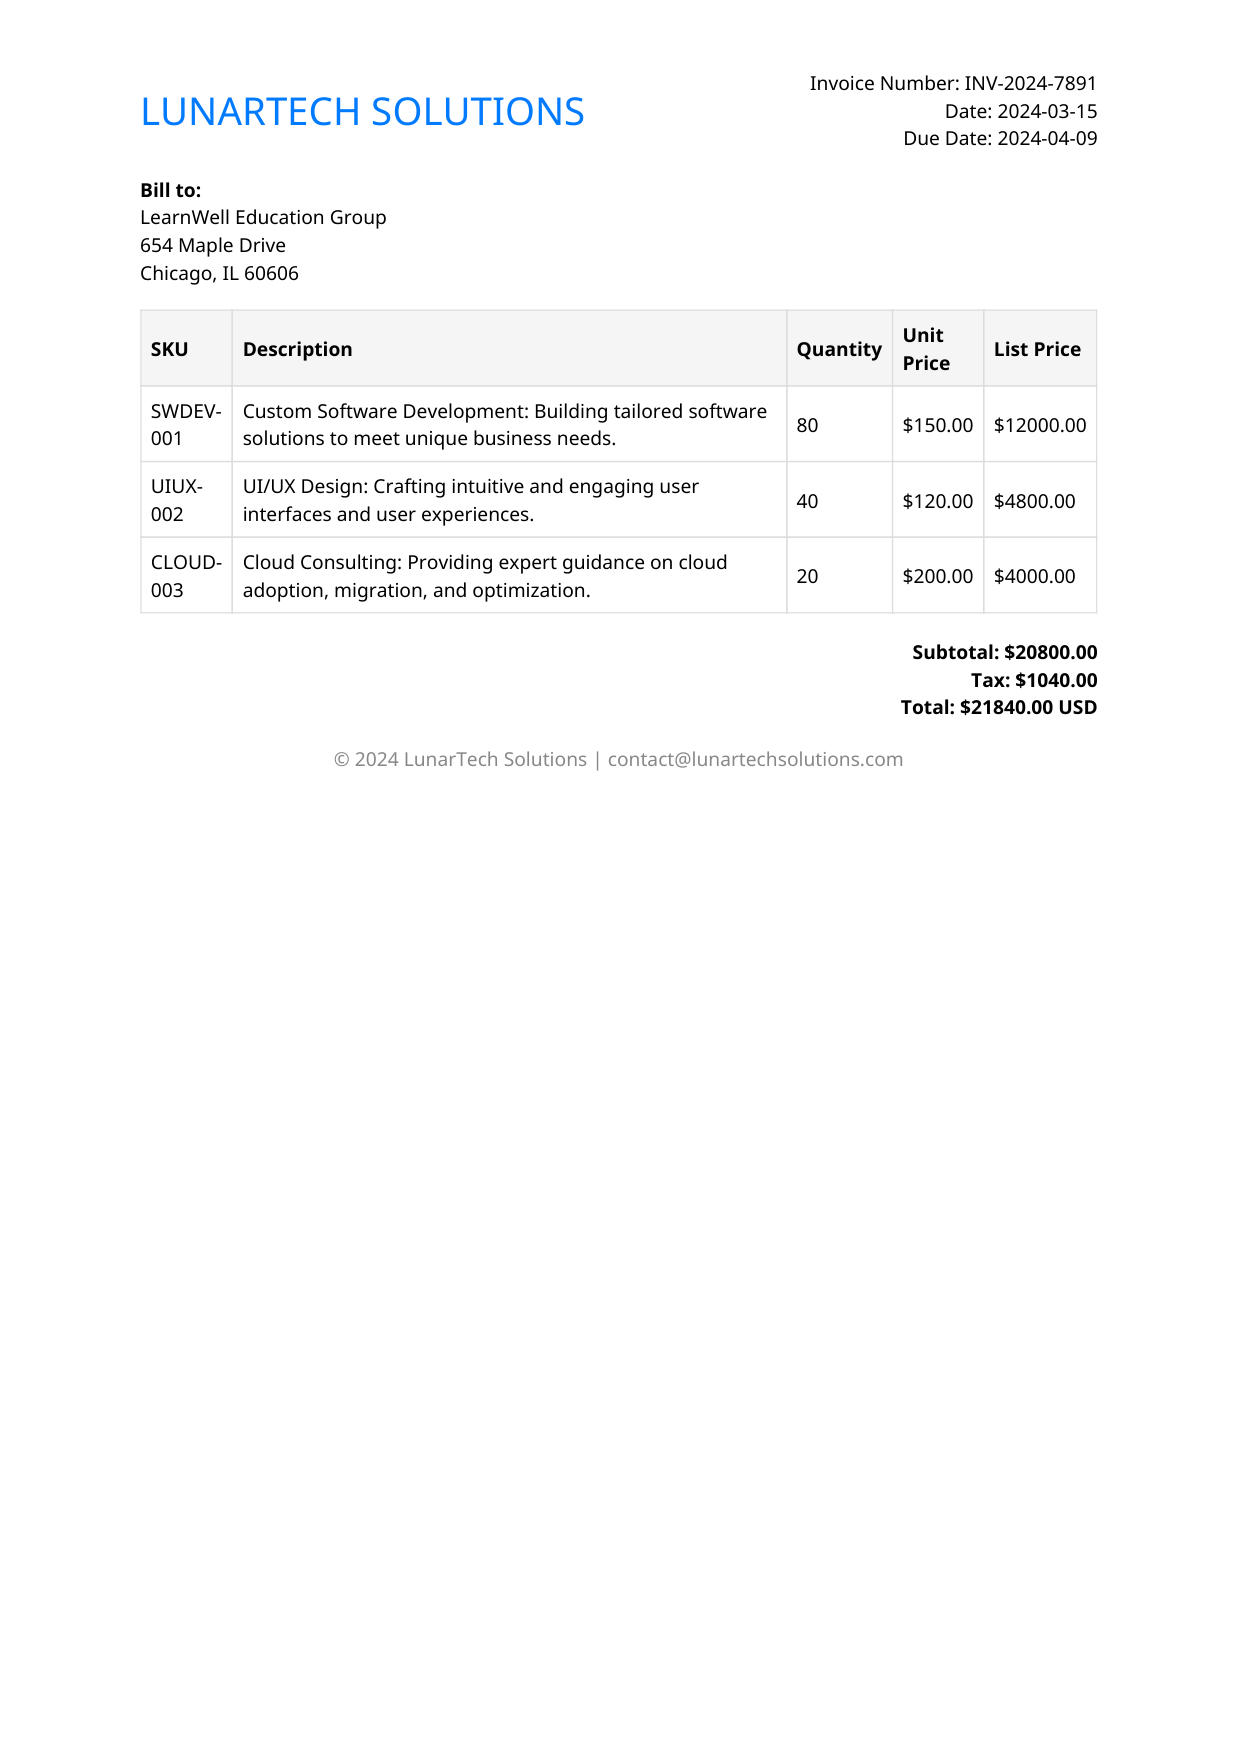 LUNARTECH SOLUTIONS
Invoice Number: INV-2024-7891
Date: 2024-03-15
Due Date: 2024-04-09
Bill to:
LearnWell Education Group
654 Maple Drive
Chicago, IL 60606
SKU Description Quantity Unit Price List Price
SWDEV-
001
Custom Software Development: Building tailored software
solutions to meet unique business needs.
80
$150.00
$12000.00
UIUX-
002
UI/UX Design: Crafting intuitive and engaging user
interfaces and user experiences.
40
$120.00
$4800.00
CLOUD-
003
Cloud Consulting: Providing expert guidance on cloud
adoption, migration, and optimization.
20
$200.00
$4000.00
Subtotal: $20800.00
Tax: $1040.00
Total: $21840.00 USD
© 2024 LunarTech Solutions | contact@lunartechsolutions.com